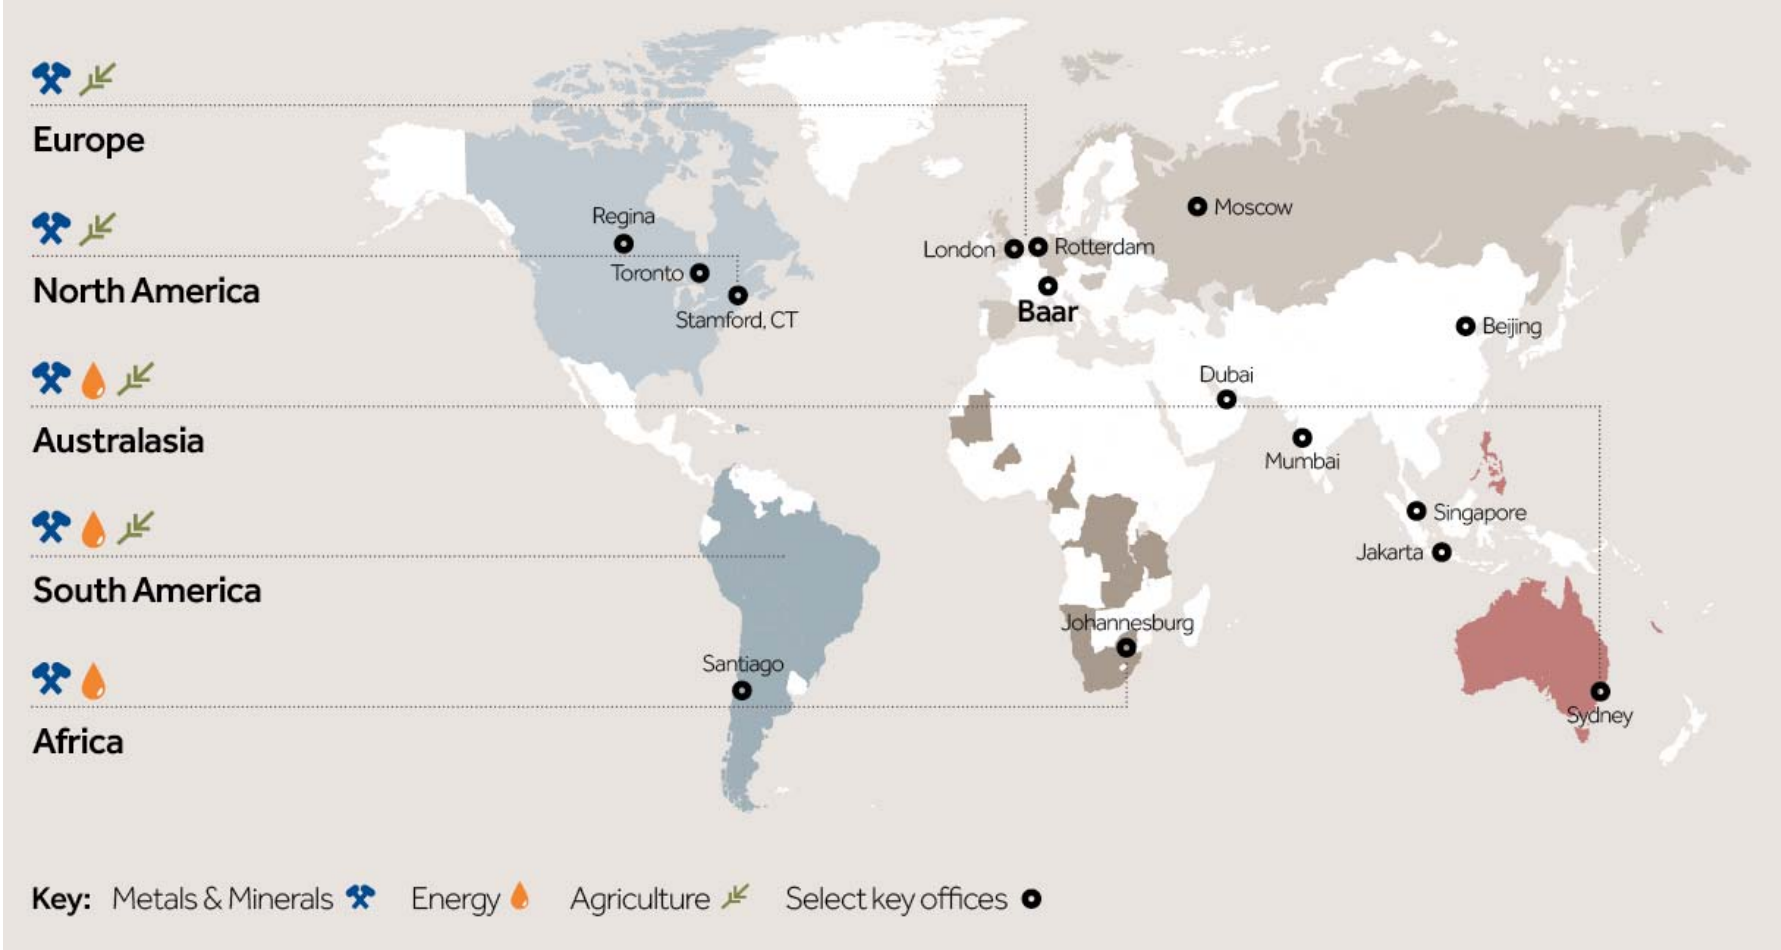 Europe
North America
Australasia
South America
Africa
Regina
Toronto
Stamford, CT
Santiago
London
Rotterdam
Baar
Moscow
Beijing
Dubai
Mumbai
Singapore
Jakarta
Johannesburg
Sydney
Key: Metals & Minerals Energy Agriculture Select key offices